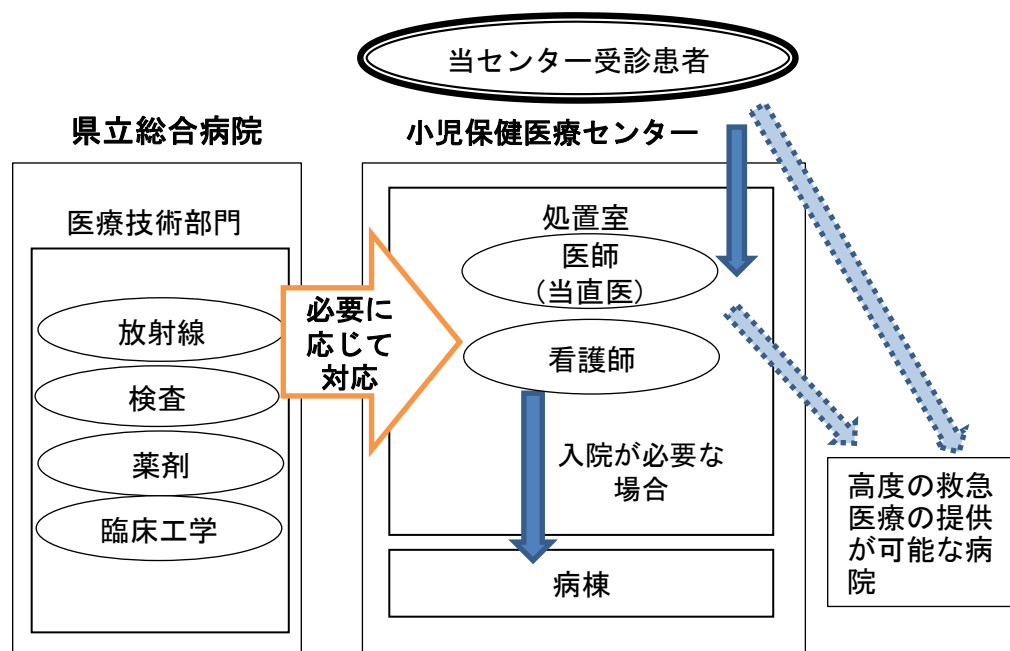 当センター受診患者
県立総合病院
小児保健医療センター
医療技術部門
放射線
検査
薬剤
臨床工学
必要に
応じて
対応
処置室
医師
(当直医)
看護師
入院が必要な
場合
病棟
高度の救急
医療の提供
が可能な病
院